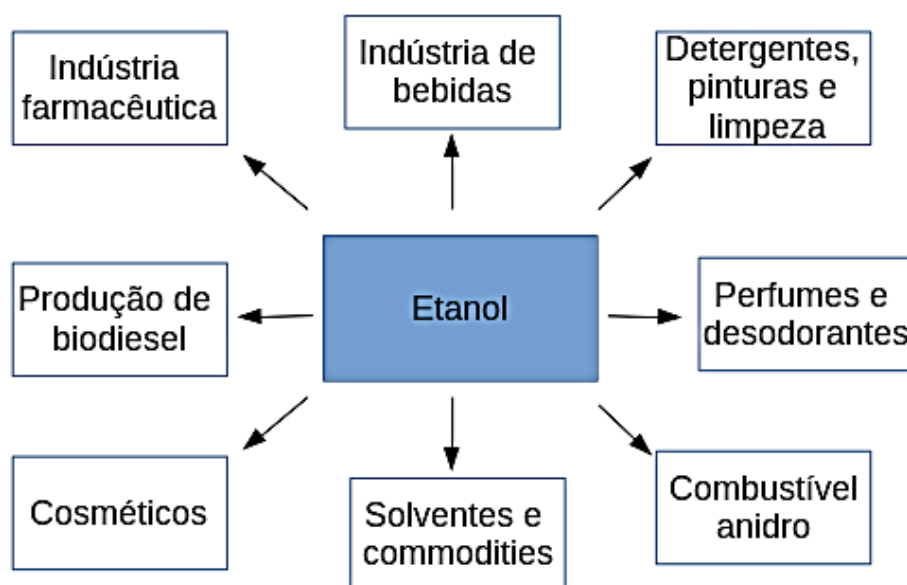 Indústria
farmacêutica
Indústria de
bebidas
Detergentes,
pinturas e
limpeza
Produção de
biodiesel
Etanol
Perfumes e
desodorantes
Cosméticos
Solventes e
commodities
Combustível
anidro